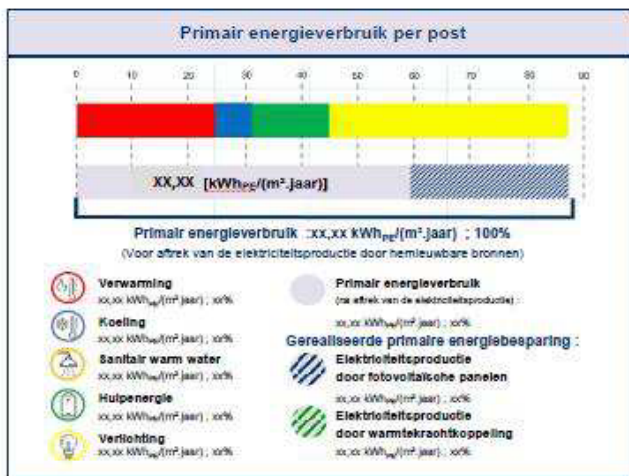 Primair energieverbruik per post
0 10 20 30 40 50 60 70 80 90
xx,xx [kWhPE/(m².jaar)]
Primair energieverbruik :xx,xx kWhPE/(m².jaar) ; 100%
(Voor aftrek van de elektriciteitsproductie door hernieuwbare bronnen)
Verwarming
xx,xx kWhPE/(m².jaar) ; xx%
Koeling
xx,xx kWhPE/(m².jaar) ; xx%
Sanitair warm water
xx,xx kWhPE/(m².jaar) ; xx%
Hulpenergie
xx,xx kWhPE/(m².jaar) ; xx%
Verlichting
xx,xx kWhPE/(m².jaar) ; xx%
Primair energieverbruik
(na aftrek van de elektriciteitsproductie) :
xx,xx kWhPE/(m².jaar) ; xx%
Gerealiseerde primaire energiebesparing :
Elektriciteitsproductie
door fotovoltaïsche panelen
xx,xx kWhPE/(m².jaar) ; xx%
Elektriciteitsproductie
door warmtekrachtkoppeling
xx,xx kWhPE/(m².jaar) ; xx%